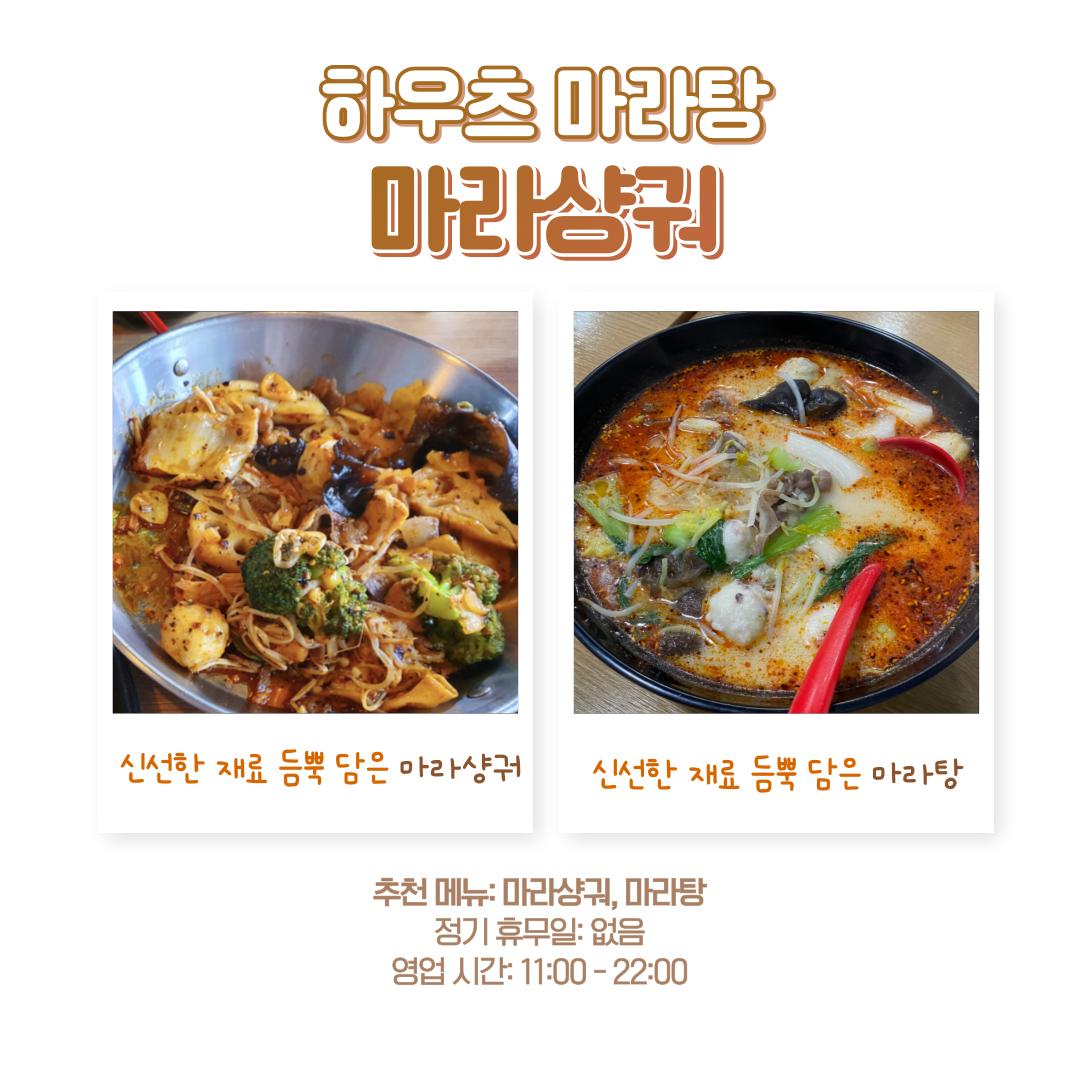 하우츠 마라탕
마라샹궈
신선한 재료 듬뿍 담은 마라샹궈
신선한 재료 듬뿍 담은 마라탕
추천 메뉴: 마라샹궈, 마라탕
정기 휴무일: 없음
영업 시간: 11:00 - 22:00